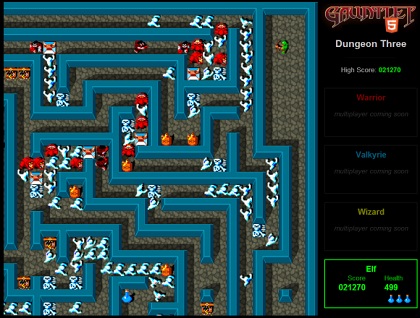 GAUNTLET
5
Dungeon Three
High Score: 021270
Warrior
multiplayer coming soon
Valkyrie
multiplayer coming soon
Wizard
multiplayer coming soon
Elf
Score Health
021270 499